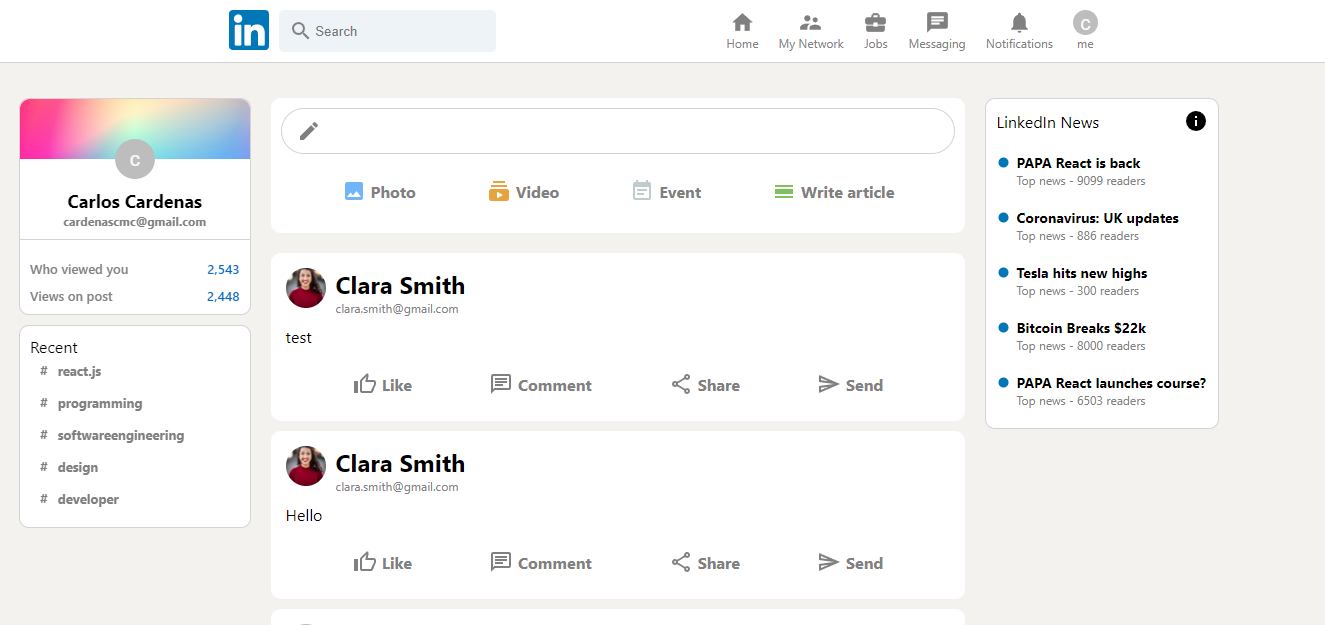 in
Search
Home
My Network
Jobs
Messaging
Notifications
C
me
C
Carlos Cardenas
cardenascmc@gmail.com
Who viewed you 2,543
Views on post 2,448
Recent
# react.js
# programming
# softwareengineering
# design
# developer
Photo Video Event Write article
Clara Smith
clara.smith@gmail.com
test
Like Comment Share Send
Clara Smith
clara.smith@gmail.com
Hello
Like Comment Share Send
LinkedIn News
PAPA React is back
Top news - 9099 readers
Coronavirus: UK updates
Top news - 886 readers
Tesla hits new highs
Top news - 300 readers
Bitcoin Breaks $22k
Top news - 8000 readers
PAPA React launches course?
Top news - 6503 readers